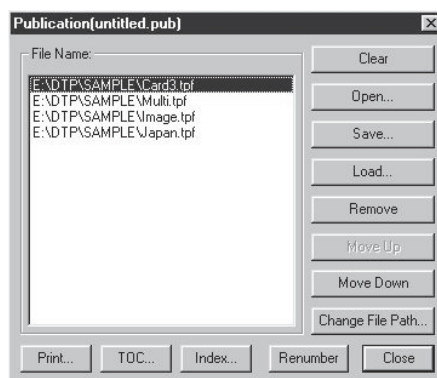 Publication(untitled.pub)
File Name:
E:\DTP\SAMPLE\Card3.tpf
E:\DTP\SAMPLE\Multi.tpf
E:\DTP\SAMPLE\Image.tpf
E:\DTP\SAMPLE\Japan.tpf
Clear
Open...
Save...
Load...
Remove
Move Up
Move Down
Change File Path...
Print...
TOC...
Index...
Renumber
Close